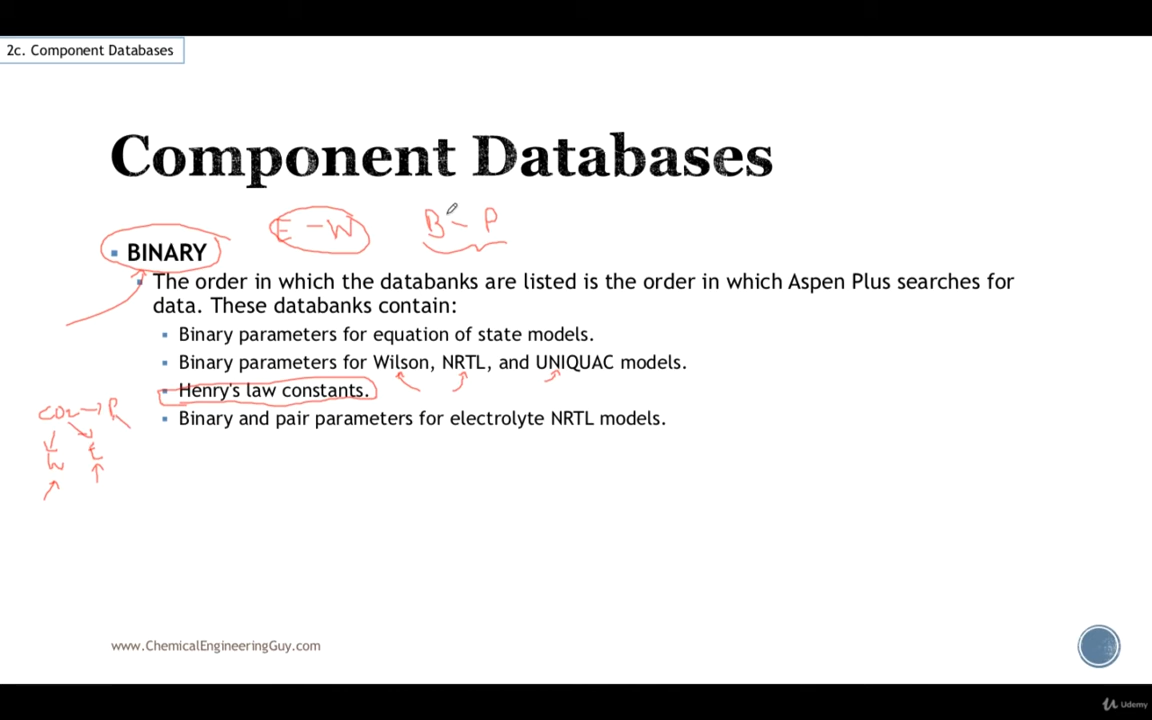 2c. Component Databases
Component Databases
E - W
B - P
▪ BINARY
▪ The order in which the databanks are listed is the order in which Aspen Plus searches for
data. These databanks contain:
▪ Binary parameters for equation of state models.
▪ Binary parameters for Wilson, NRTL, and UNIQUAC models.
▪ Henry's law constants.
CO2 → R
▪ Binary and pair parameters for electrolyte NRTL models.
www.ChemicalEngineeringGuy.com
Udemy